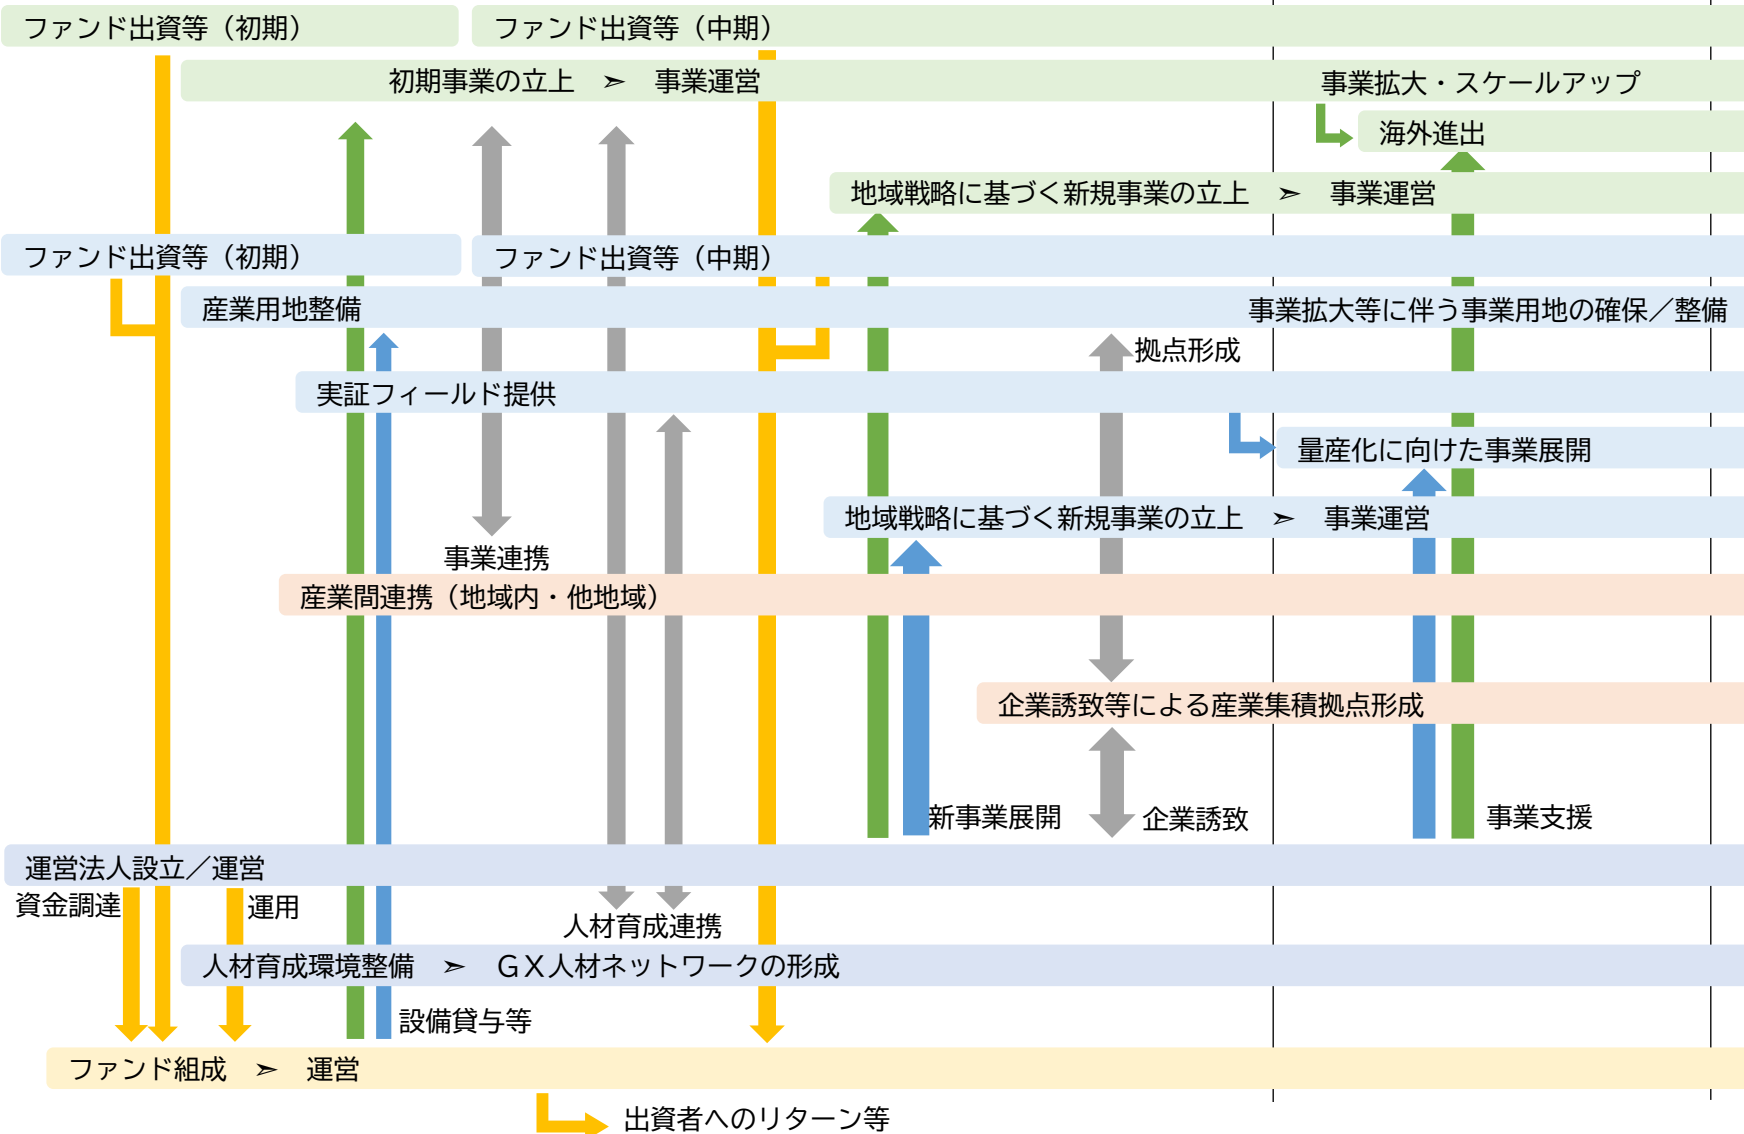 ファンド出資等（初期）
ファンド出資等（中期）
初期事業の立上　➣　事業運営
事業拡大・スケールアップ
海外進出
地域戦略に基づく新規事業の立上　➣　事業運営
ファンド出資等（初期）
ファンド出資等（中期）
産業用地整備
事業拡大等に伴う事業用地の確保／整備
拠点形成
実証フィールド提供
量産化に向けた事業展開
地域戦略に基づく新規事業の立上　➣　事業運営
事業連携
産業間連携（地域内・他地域）
企業誘致等による産業集積拠点形成
新事業展開
企業誘致
事業支援
運営法人設立／運営
資金調達
運用
人材育成連携
人材育成環境整備　➣　ＧＸ人材ネットワークの形成
設備貸与等
ファンド組成　➣　運営
出資者へのリターン等